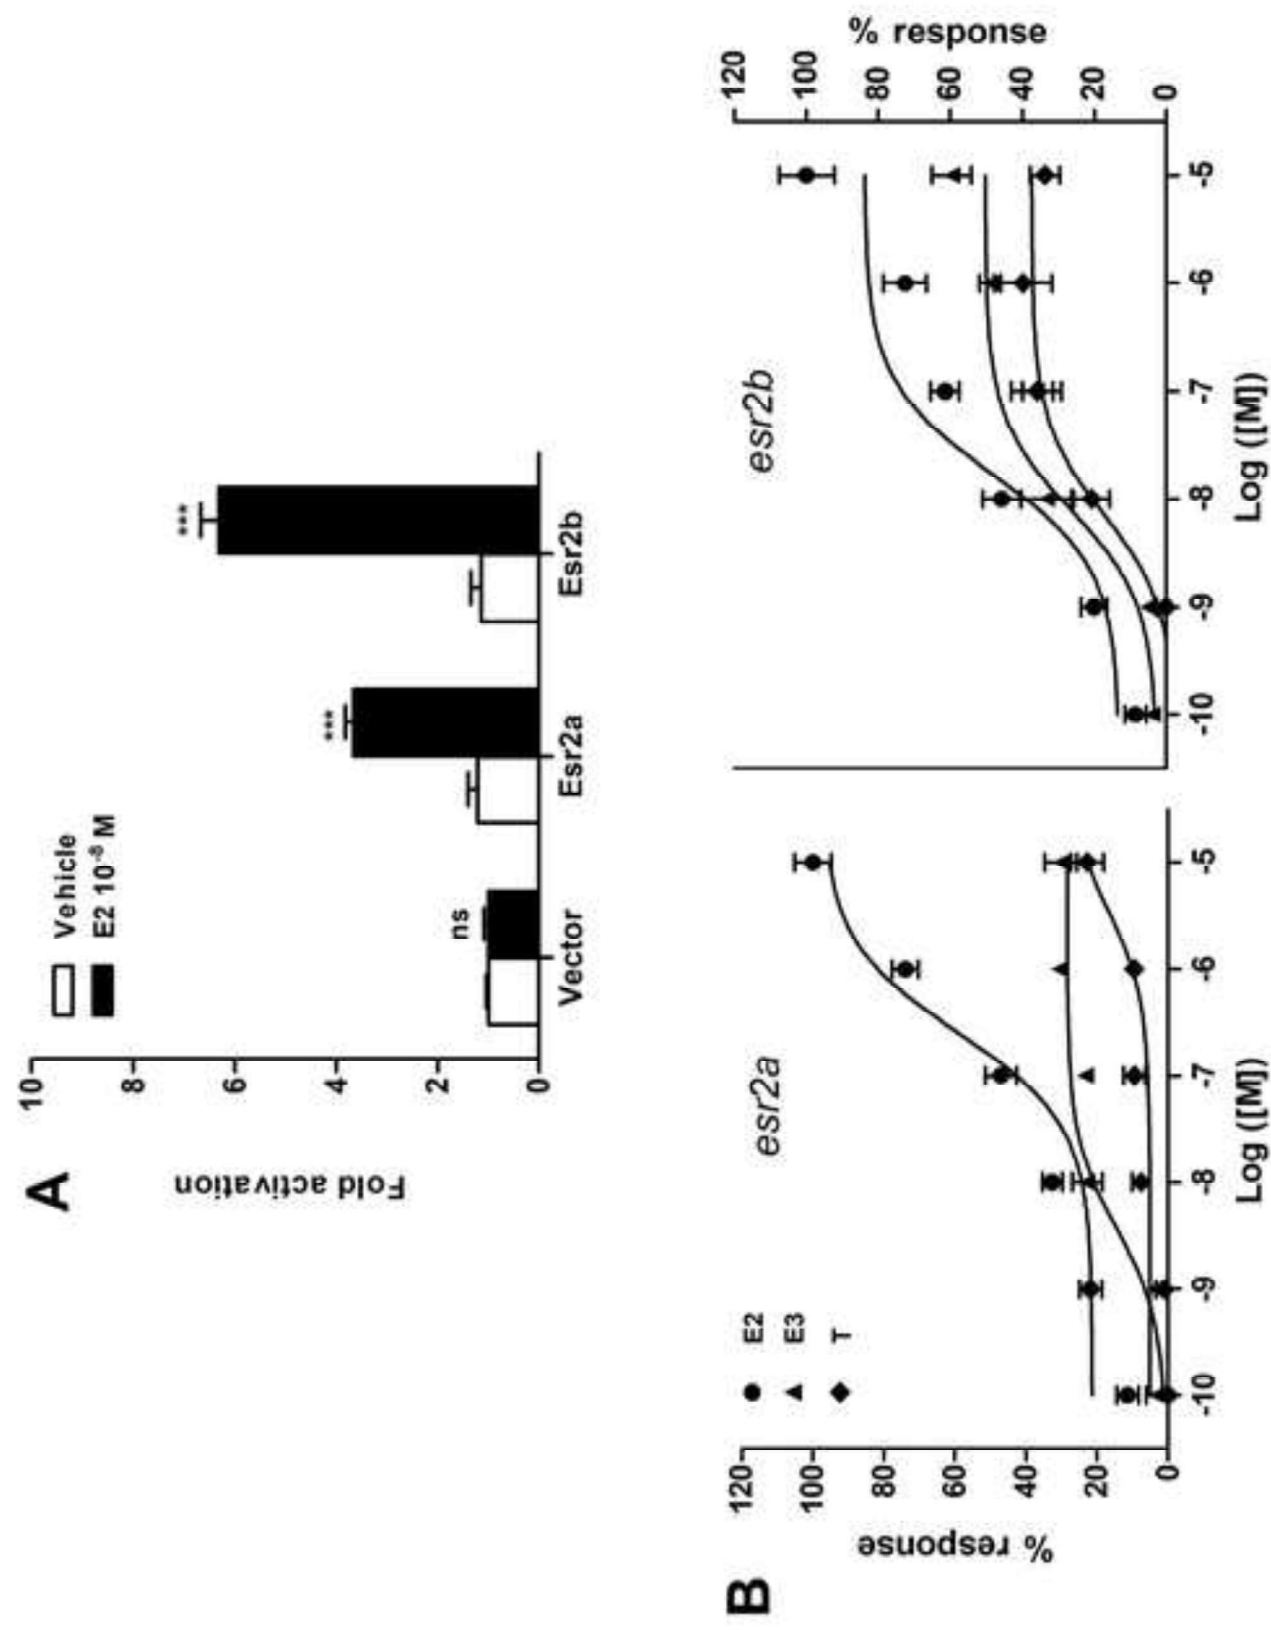 A
Fold activation
10
8
6
4
2
0
Vehicle
E2 10⁻⁸ M
ns
***
***
Vector
Esr2a
Esr2b
B
% response
120
100
80
60
40
20
0
E2
E3
T
esr2a
-10
-9
-8
-7
-6
-5
Log ([M])
esr2b
-10
-9
-8
-7
-6
-5
Log ([M])
120
100
80
60
40
20
0
% response